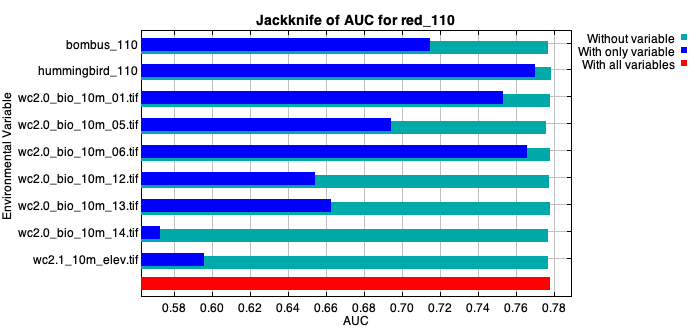 Jackknife of AUC for red_110
Environmental Variable
bombus_110
hummingbird_110
wc2.0_bio_10m_01.tif
wc2.0_bio_10m_05.tif
wc2.0_bio_10m_06.tif
wc2.0_bio_10m_12.tif
wc2.0_bio_10m_13.tif
wc2.0_bio_10m_14.tif
wc2.1_10m_elev.tif
0.58 0.60 0.62 0.64 0.66 0.68 0.70 0.72 0.74 0.76 0.78
AUC
Without variable
With only variable
With all variables